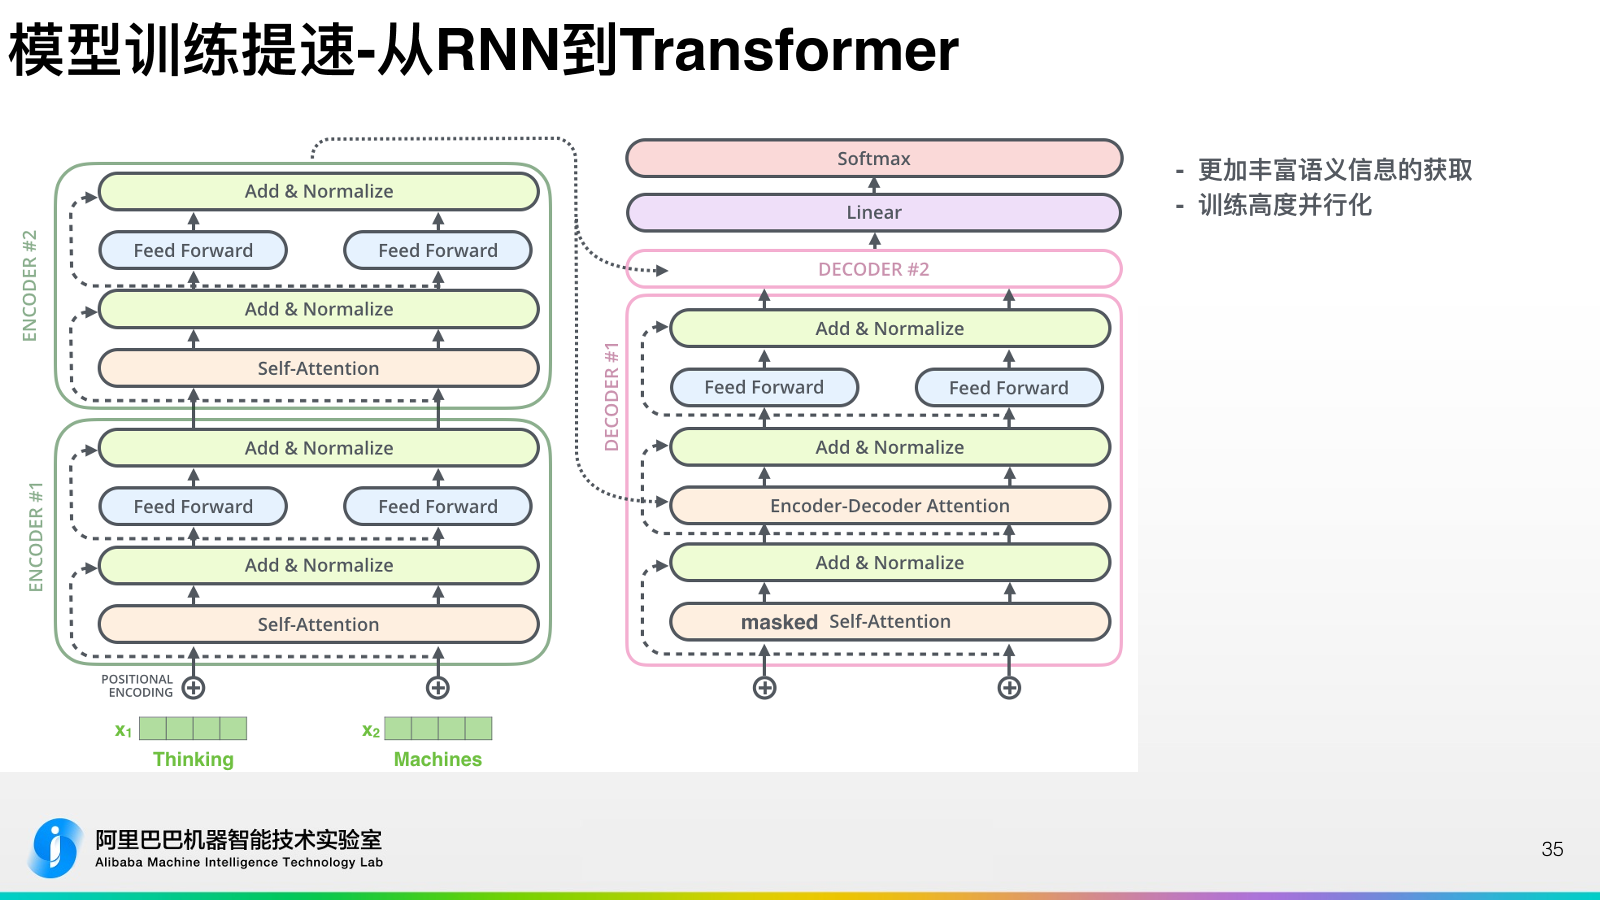 模型训练提速-从RNN到Transformer
ENCODER #2
Add & Normalize
Feed Forward
Feed Forward
Add & Normalize
Self-Attention
ENCODER #1
Add & Normalize
Feed Forward
Feed Forward
Add & Normalize
Self-Attention
POSITIONAL
ENCODING
x1
x2
Thinking
Machines
Softmax
Linear
DECODER #2
DECODER #1
Add & Normalize
Feed Forward
Feed Forward
Add & Normalize
Encoder-Decoder Attention
Add & Normalize
masked Self-Attention
- 更加丰富语义信息的获取
- 训练高度并行化
阿里巴巴机器智能技术实验室
Alibaba Machine Intelligence Technology Lab
35